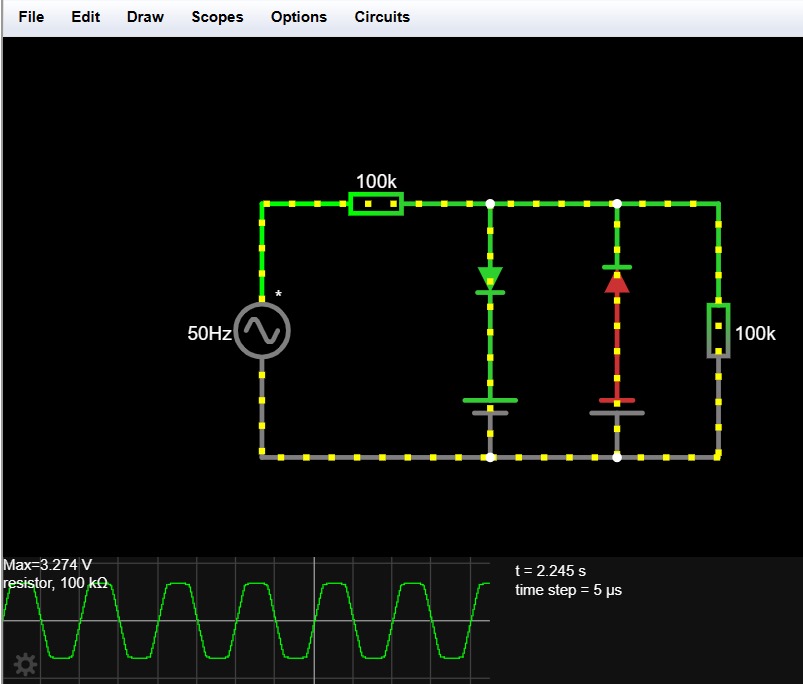 File Edit Draw Scopes Options Circuits
100k
*
50Hz
100k
Max=3.274 V
resistor, 100 kΩ
t = 2.245 s
time step = 5 µs